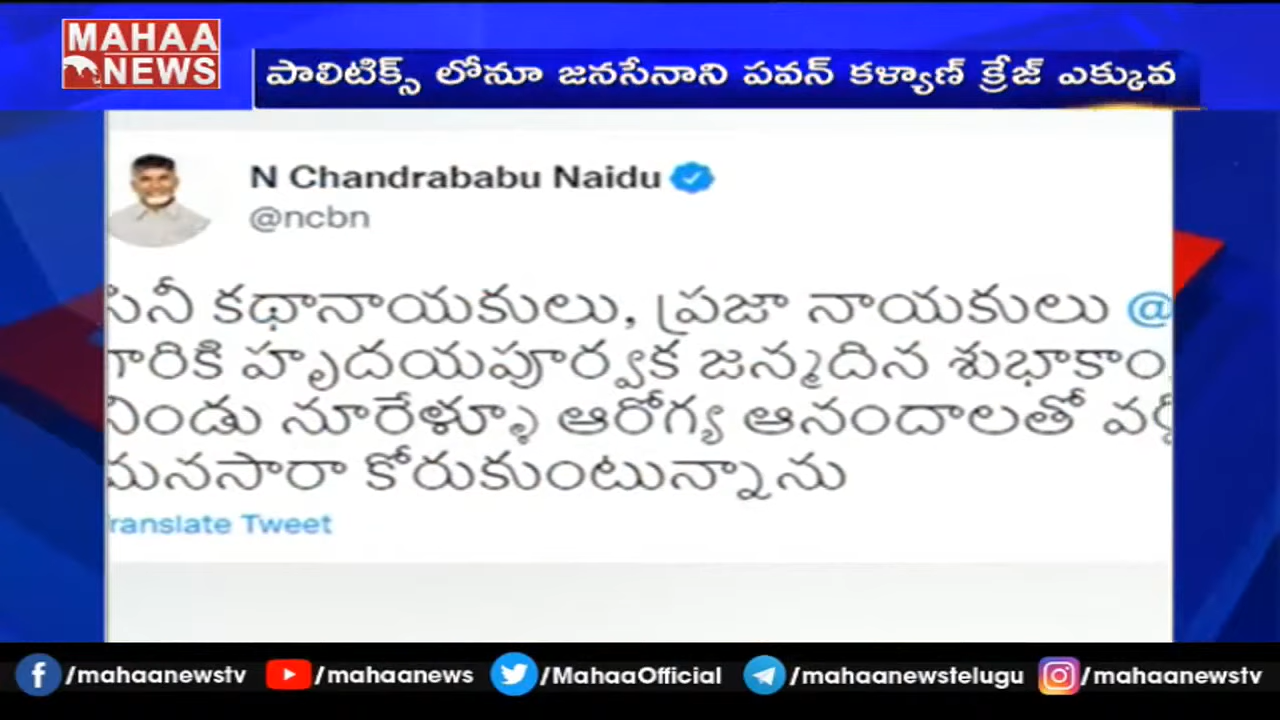 MAHAA
NEWS
పాలిటిక్స్ లోనూ జనసేనాని పవన్ కళ్యాణ్ క్రేజ్ ఎక్కువ
N Chandrababu Naidu
@ncbn
సినీ కథానాయకులు, ప్రజా నాయకులు @
గారికి హృదయపూర్వక జన్మదిన శుభాకాం
నిండు నూరేళ్ళూ ఆరోగ్య ఆనందాలతో
మనసారా కోరుకుంటున్నాను
ranslate Tweet
/mahaanewstv /mahaanews /MahaaOfficial /mahaanewstelugu /mahaanewstv